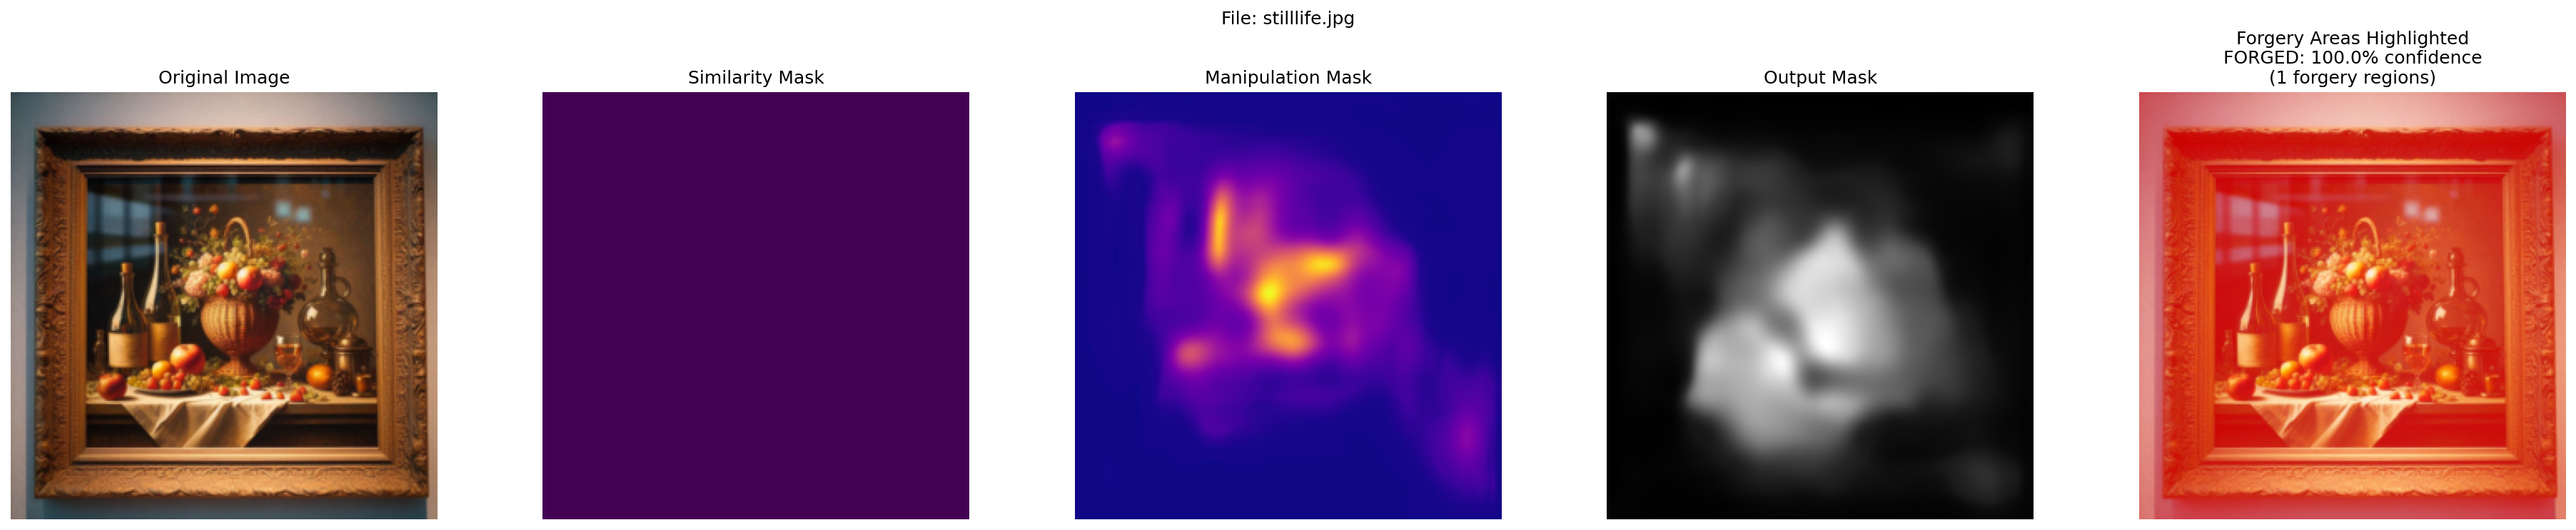 File: stilllife.jpg
Original Image
Similarity Mask
Manipulation Mask
Output Mask
Forgery Areas Highlighted
FORGED: 100.0% confidence
(1 forgery regions)